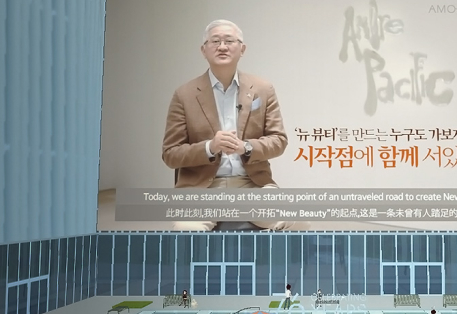 AMO
Amore
Pacific
'뉴 뷰티'를 만드는 누구도 가보지
시작점에 함께 서있
Today, we are standing at the starting point of an untraveled road to create New
此时此刻,我们站在一个开拓"New Beauty"的起点,这是一条未曾有人踏足的